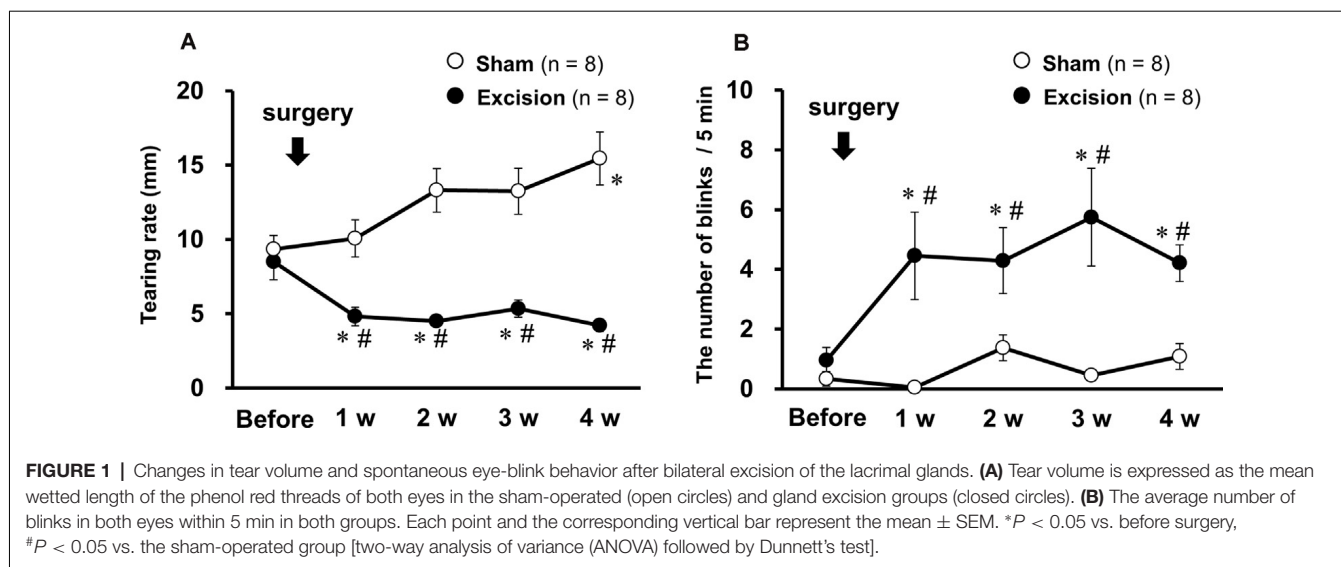 A
Sham (n = 8)
Excision (n = 8)
surgery
Tearing rate (mm)
20
15
10
5
0
*
* #
* #
* #
* #
Before
1 w
2 w
3 w
4 w
B
Sham (n = 8)
Excision (n = 8)
surgery
The number of blinks / 5 min
10
8
6
4
2
0
* #
* #
* #
* #
Before
1 w
2 w
3 w
4 w
FIGURE 1 | Changes in tear volume and spontaneous eye-blink behavior after bilateral excision of the lacrimal glands. (A) Tear volume is expressed as the mean
wetted length of the phenol red threads of both eyes in the sham-operated (open circles) and gland excision groups (closed circles). (B) The average number of
blinks in both eyes within 5 min in both groups. Each point and the corresponding vertical bar represent the mean ± SEM. *P < 0.05 vs. before surgery,
#P < 0.05 vs. the sham-operated group [two-way analysis of variance (ANOVA) followed by Dunnett's test].